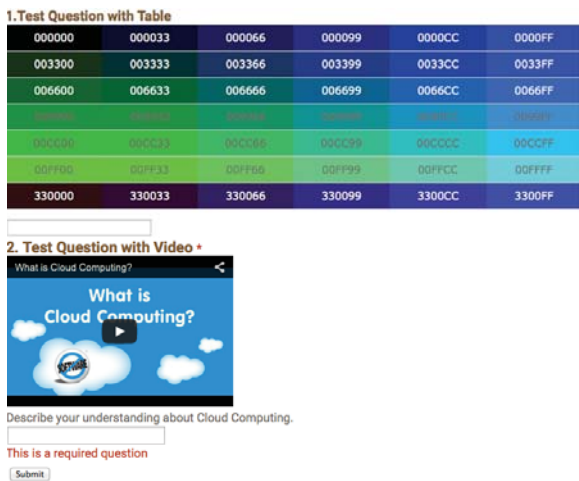 1.Test Question with Table
000000 000033 000066 000099 0000CC 0000FF
003300 003333 003366 003399 0033CC 0033FF
006600 006633 006666 006699 0066CC 0066FF
00CC00 00CC33 00CC66 00CC99 00CCCC 00CCFF
00FF00 00FF33 00FF66 00FF99 00FFCC 00FFFF
330000 330033 330066 330099 3300CC 3300FF
2. Test Question with Video *
What is Cloud Computing?
What is
Cloud Computing?
SOFTWARE
Describe your understanding about Cloud Computing.
This is a required question
Submit